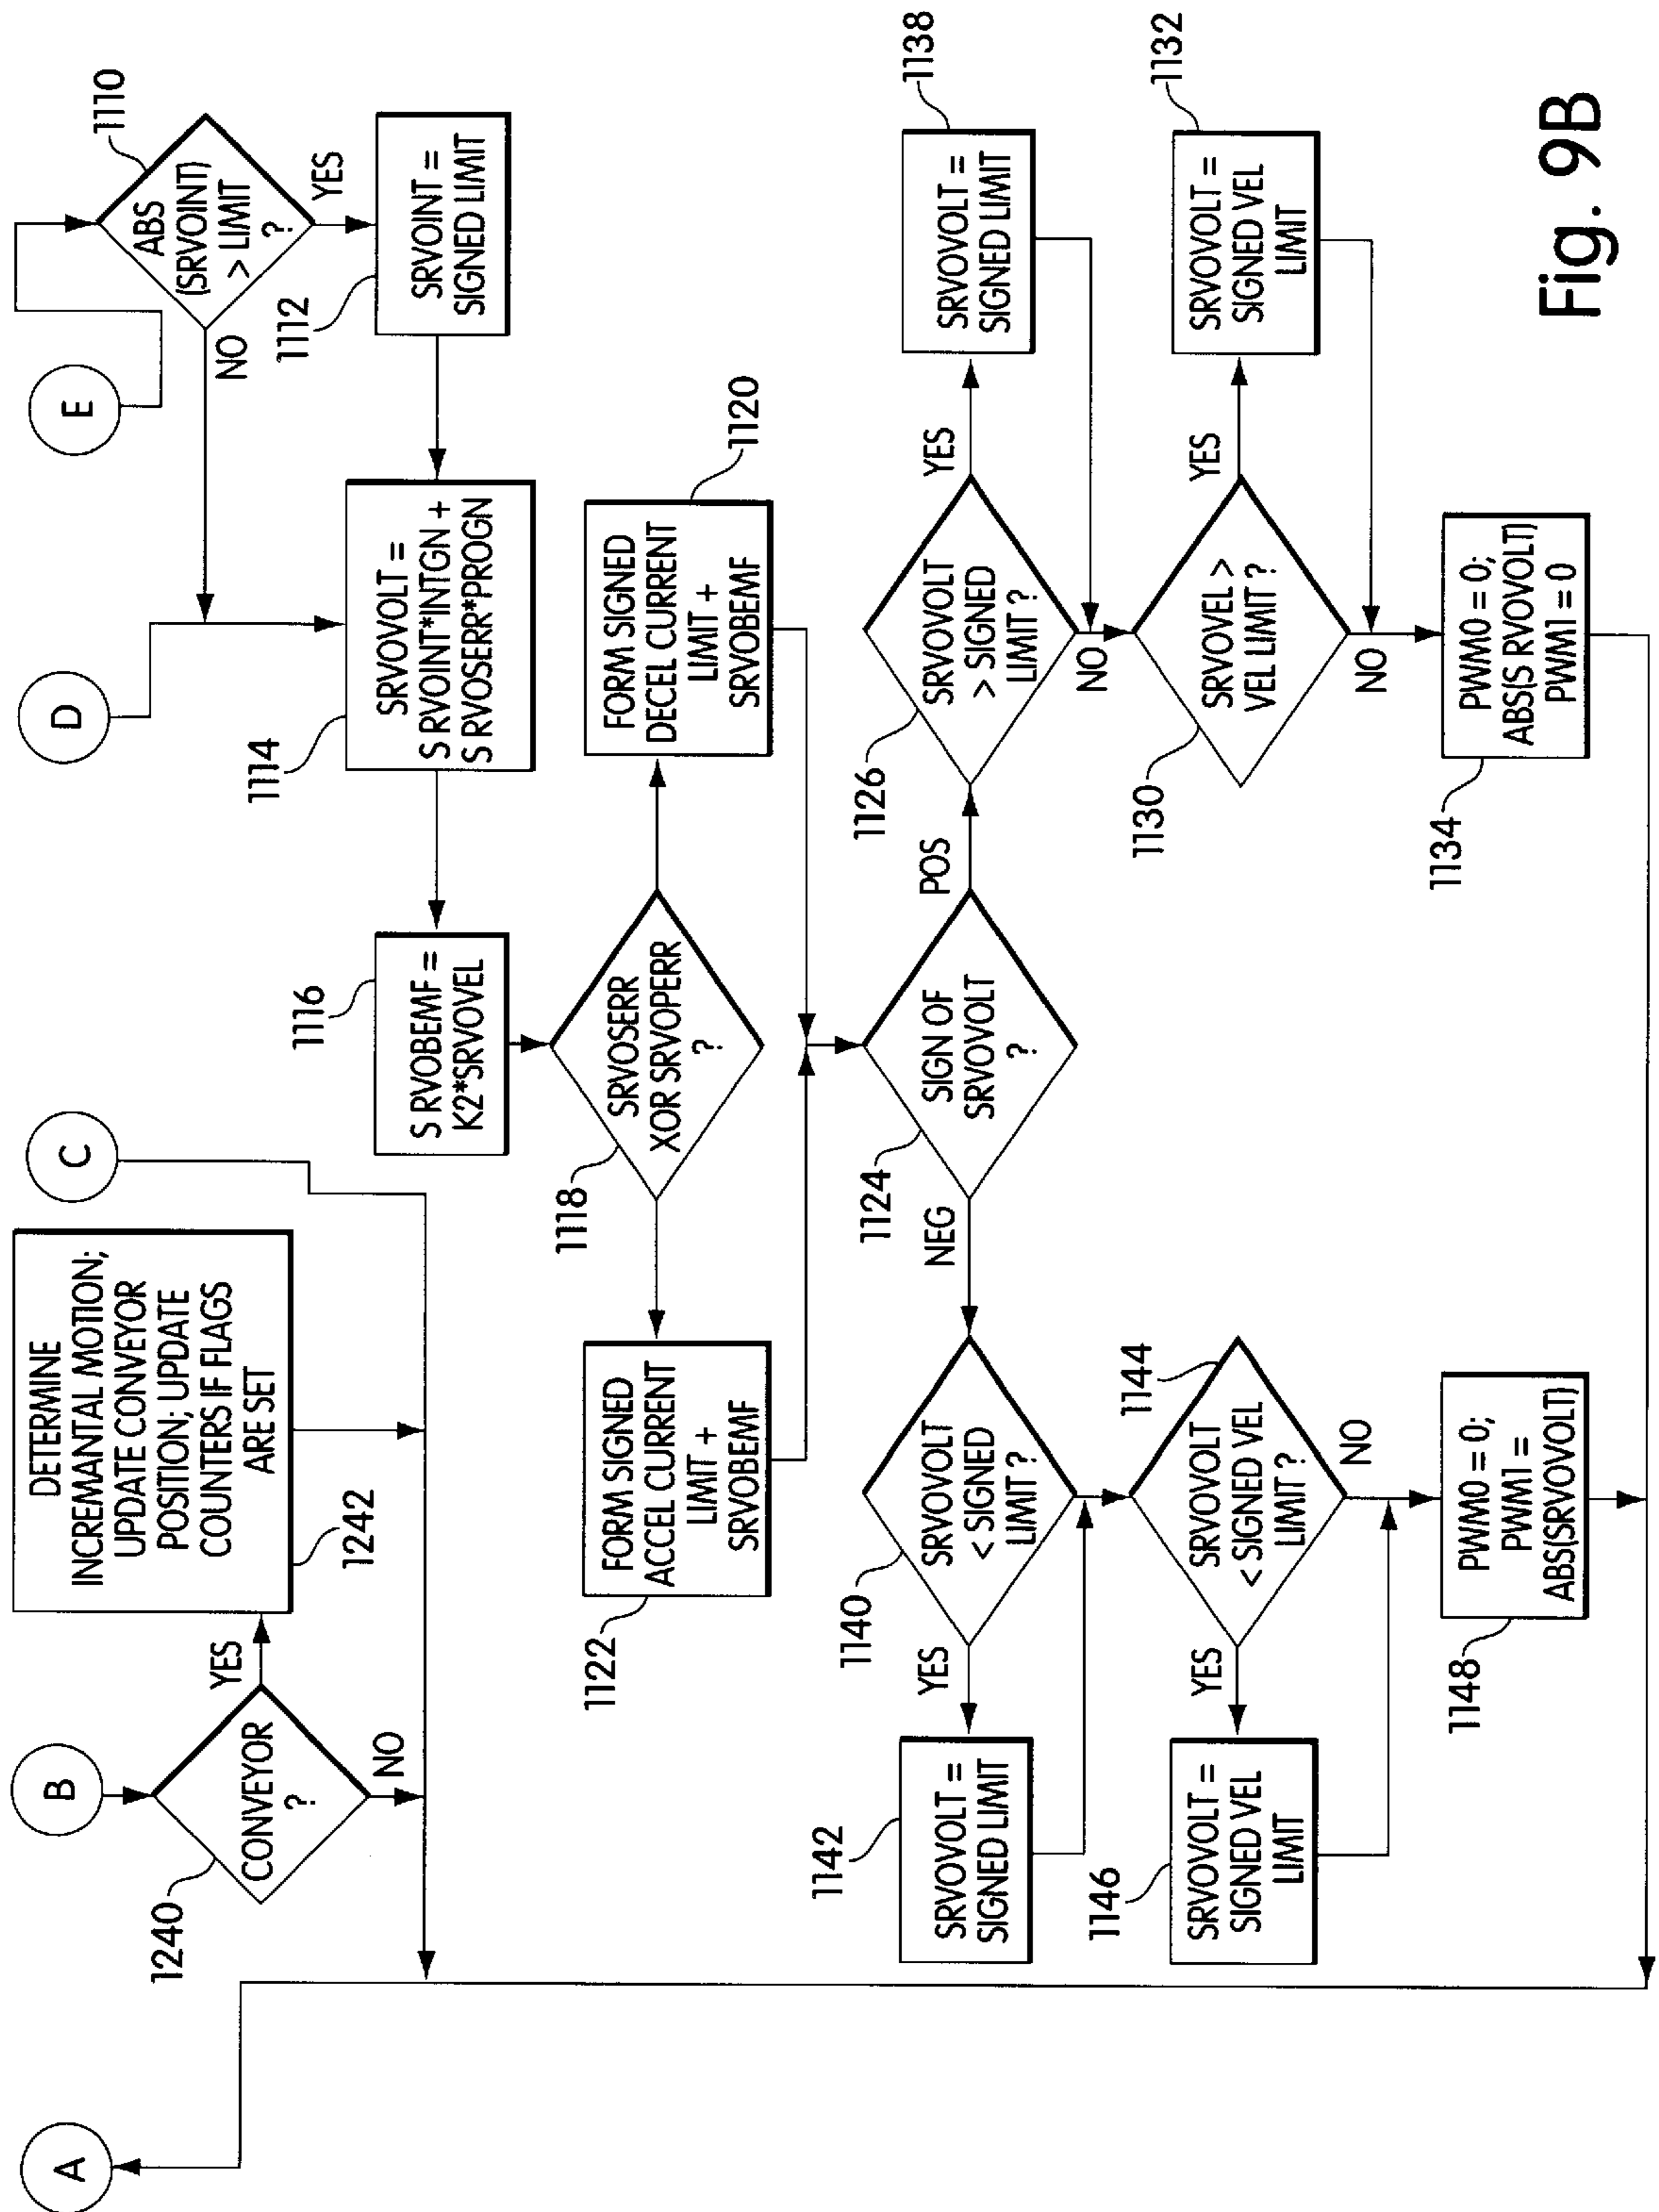 A
B
C
D
E
1240
CONVEYOR
?
YES
NO
DETERMINE
INCREMANTAL MOTION;
UPDATE CONVEYOR
POSITION; UPDATE
COUNTERS IF FLAGS
ARE SET
1242
1110
ABS
(SRVOINT)
> LIMIT
?
YES
NO
1112
SRVOINT =
SIGNED LIMIT
1114
SRVOVOLT =
S RVOINT*INTGN +
S RVOSERR*PROGN
1116
S RVOBEMF =
K2*SRVOVEL
1118
SRVOSERR
XOR SRVOPERR
?
1120
FORM SIGNED
DECEL CURRENT
LIMIT +
SRVOBEMF
1122
FORM SIGNED
ACCEL CURRENT
LIMIT +
SRVOBEMF
1124
SIGN OF
SRVOVOLT
?
NEG
POS
1126
SRVOVOLT
> SIGNED
LIMIT ?
YES
NO
1138
SRVOVOLT =
SIGNED LIMIT
1130
SRVOVEL >
VEL LIMIT ?
YES
NO
1132
SRVOVOLT =
SIGNED VEL
LIMIT
1134
PWM0 = 0;
ABS(S RVOVOLT)
PWM1 = 0
1140
SRVOVOLT
< SIGNED
LIMIT ?
YES
1142
SRVOVOLT =
SIGNED LIMIT
1144
SRVOVOLT
< SIGNED VEL
LIMIT ?
YES
NO
1146
SRVOVOLT =
SIGNED VEL
LIMIT
1148
PWM0 = 0;
PWM1 =
ABS(SRVOVOLT)
Fig. 9B